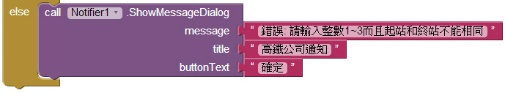 else call Notifier1 .ShowMessageDialog
message " 錯誤 請輸入整數1~3而且起站和終站不能相同 "
title " 高鐵公司通知 "
buttonText " 確定 "